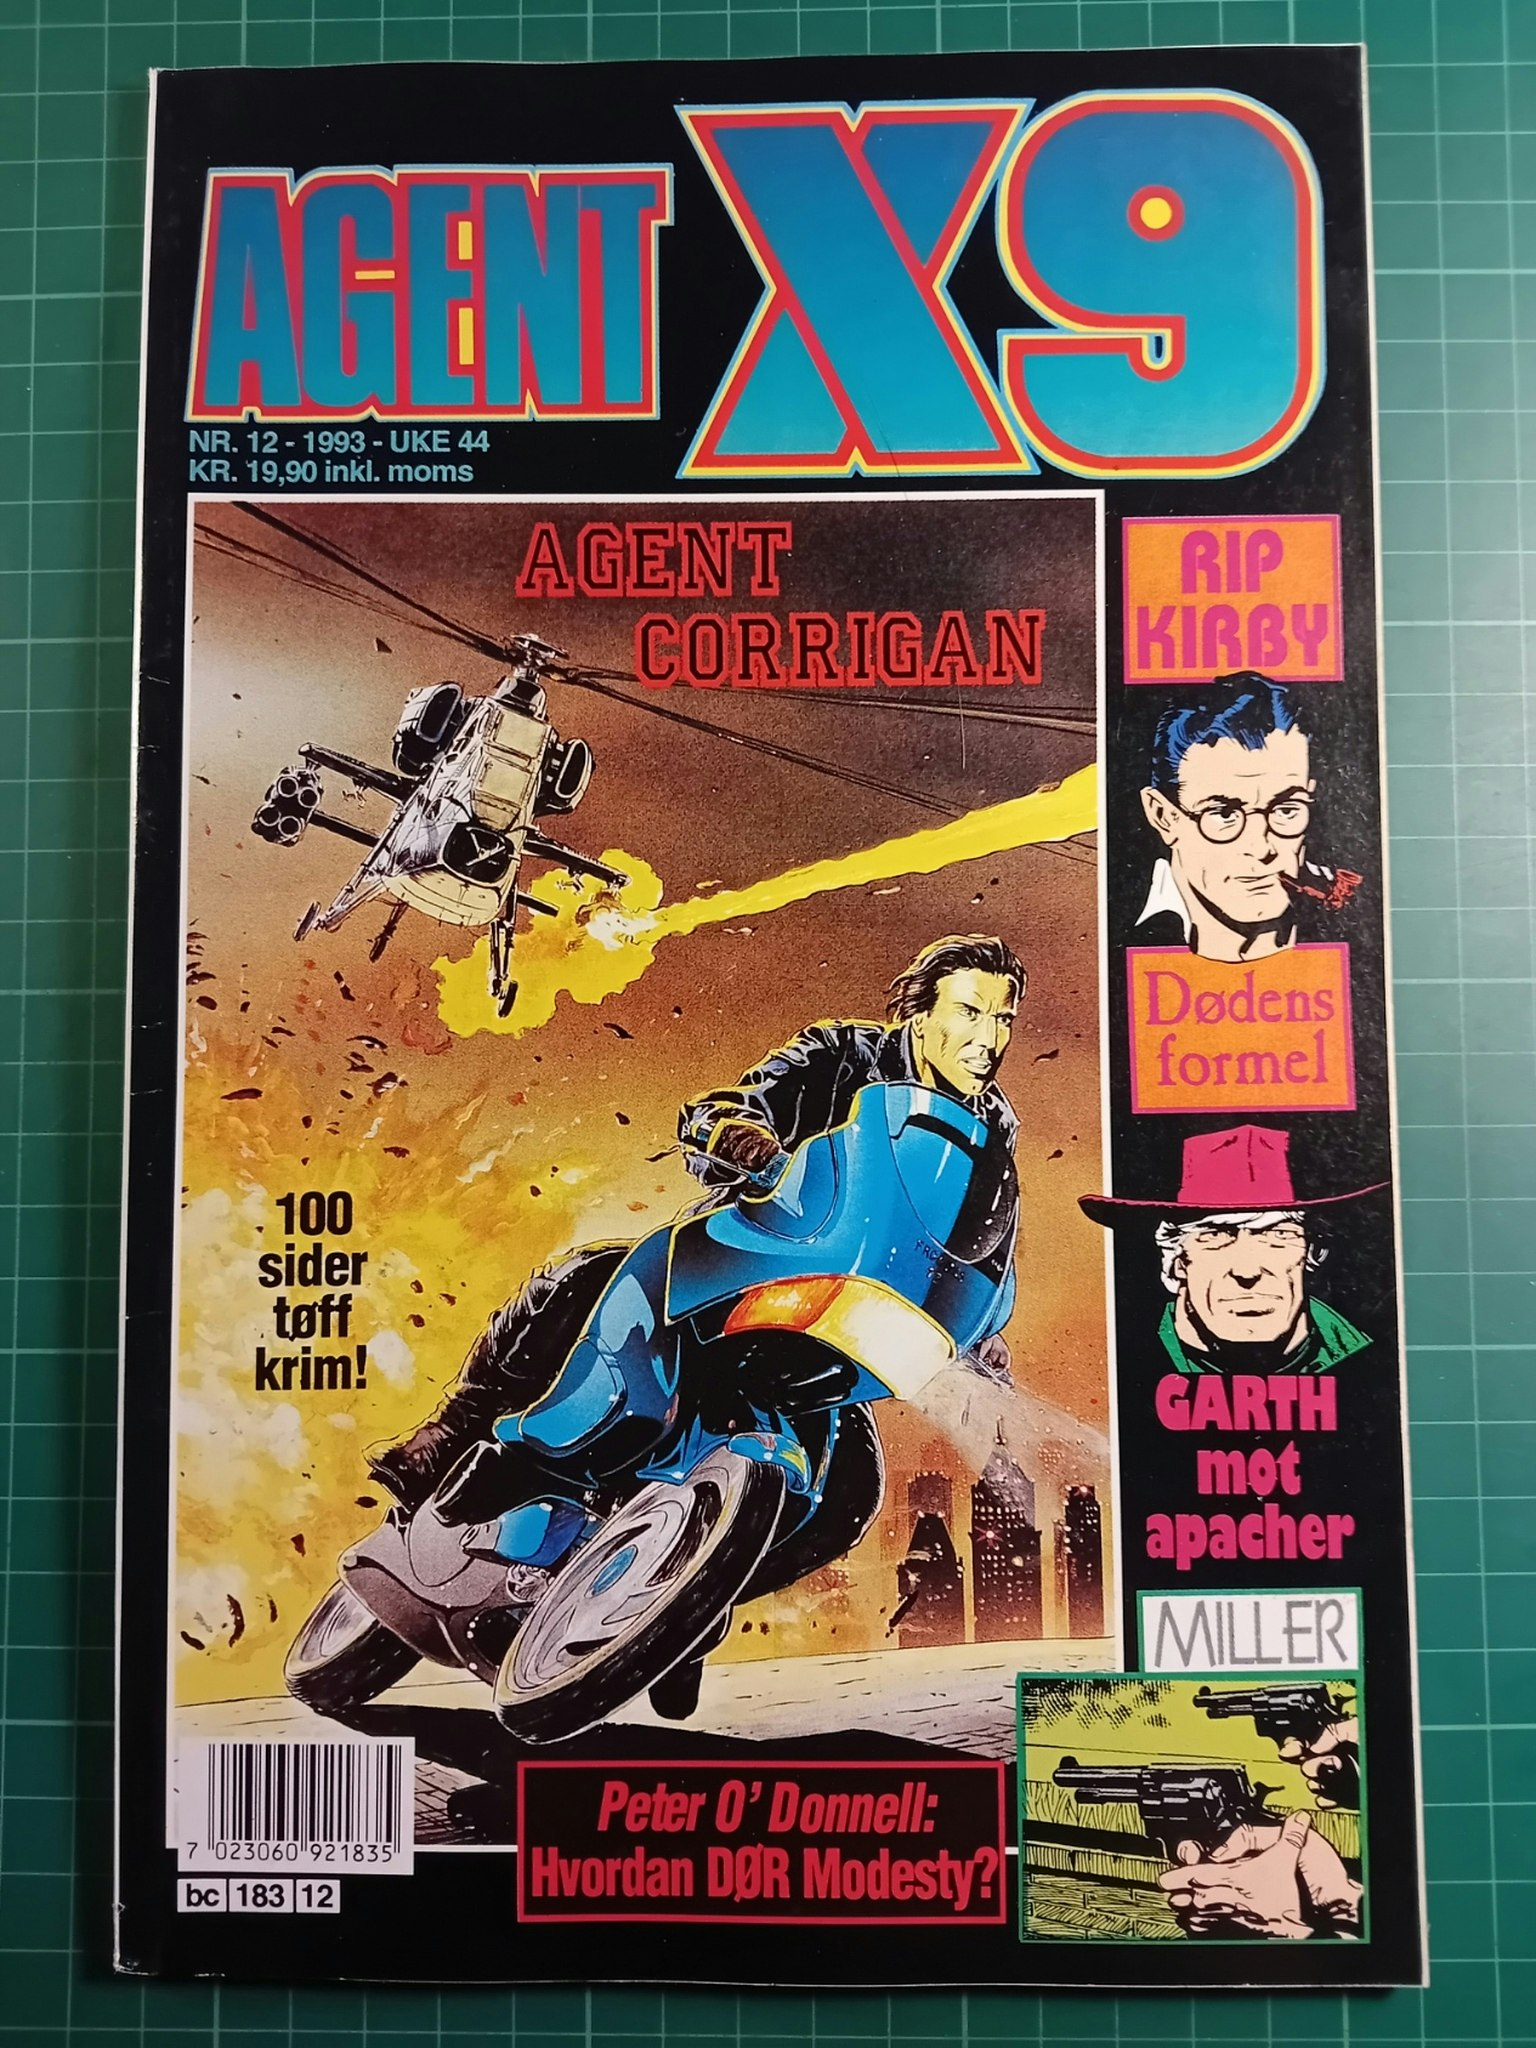 AGENT X9
NR. 12 - 1993 - UKE 44
KR. 19,90 inkl. moms
AGENT
CORRIGAN
RIP
KIRBY
Dødens
formel
100
sider
tøff
krim!
GARTH
mot
apacher
MILLER
Peter O' Donnell:
Hvordan DØR Modesty?
7 023060 921835
bc 183 12